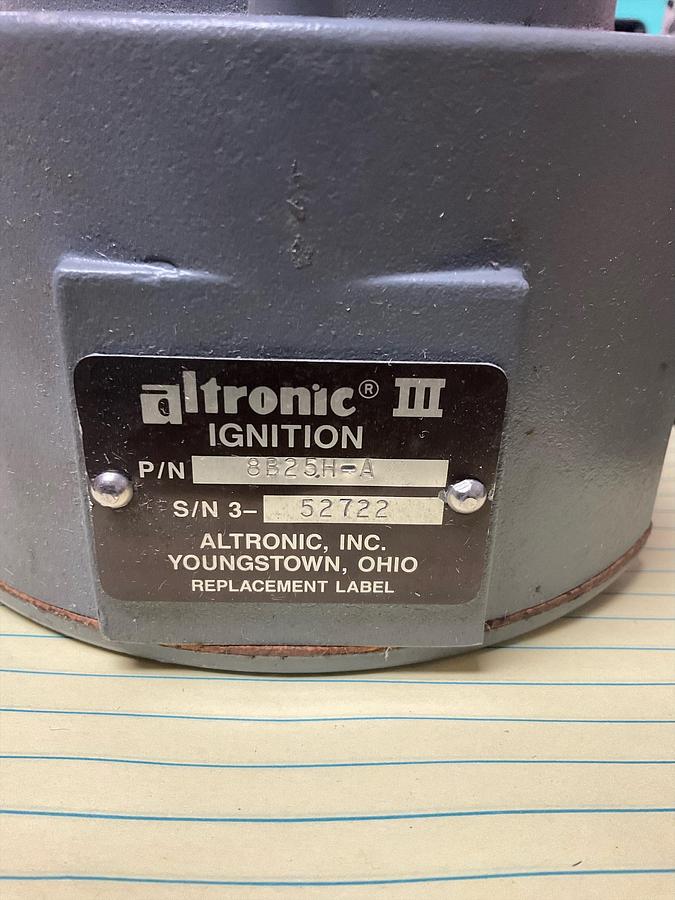 altronic® III
IGNITION
P/N 8B25H-A
S/N 3- 52722
ALTRONIC, INC.
YOUNGSTOWN, OHIO
REPLACEMENT LABEL